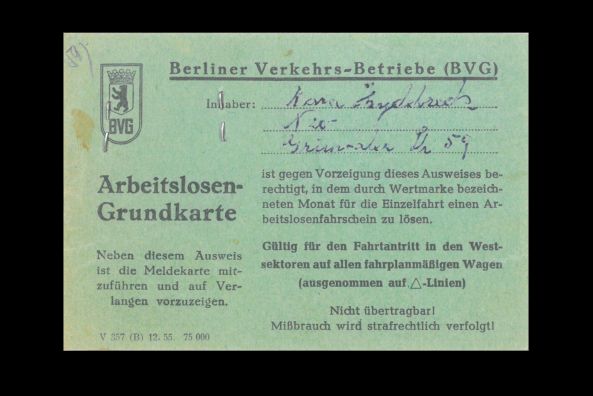 Berliner Verkehrs-Betriebe (BVG)
BVG
Inhaber:
59
Arbeitslosen-
Grundkarte
Neben diesem Ausweis
ist die Meldekarte mit-
zuführen und auf Ver-
langen vorzuzeigen.
V 357 (B) 12. 55. 75 000
ist gegen Vorzeigung dieses Ausweises be-
rechtigt, in dem durch Wertmarke bezeich-
neten Monat für die Einzelfahrt einen Ar-
beitslosenfahrschein zu lösen.
Gültig für den Fahrtantritt in den West-
sektoren auf allen fahrplanmäßigen Wagen
(ausgenommen auf △-Linien)
Nicht übertragbar!
Mißbrauch wird strafrechtlich verfolgt!